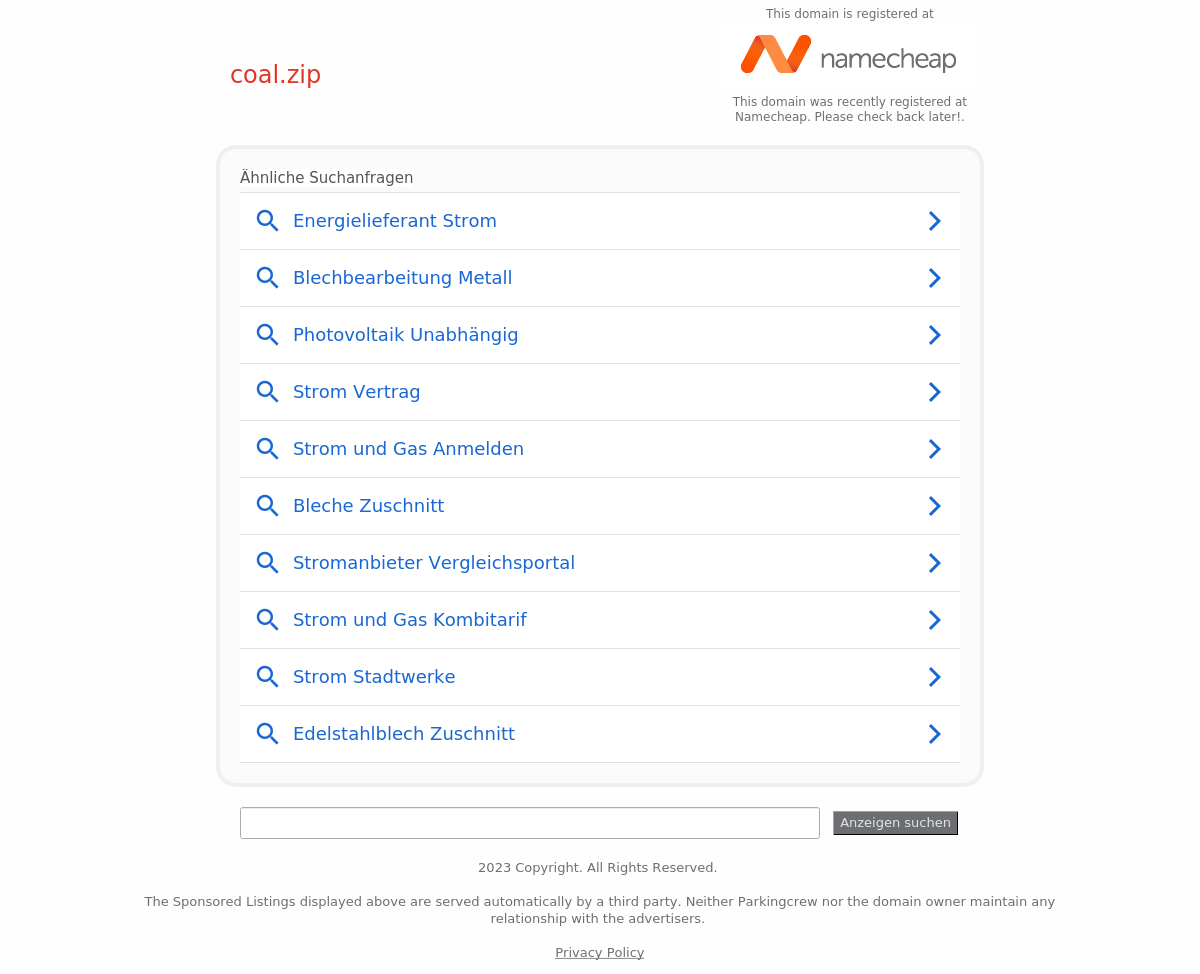 This domain is registered at
namecheap
coal.zip
This domain was recently registered at
Namecheap. Please check back later!.
Ähnliche Suchanfragen
Energielieferant Strom
Blechbearbeitung Metall
Photovoltaik Unabhängig
Strom Vertrag
Strom und Gas Anmelden
Bleche Zuschnitt
Stromanbieter Vergleichsportal
Strom und Gas Kombitarif
Strom Stadtwerke
Edelstahlblech Zuschnitt
Anzeigen suchen
2023 Copyright. All Rights Reserved.
The Sponsored Listings displayed above are served automatically by a third party. Neither Parkingcrew nor the domain owner maintain any
relationship with the advertisers.
Privacy Policy